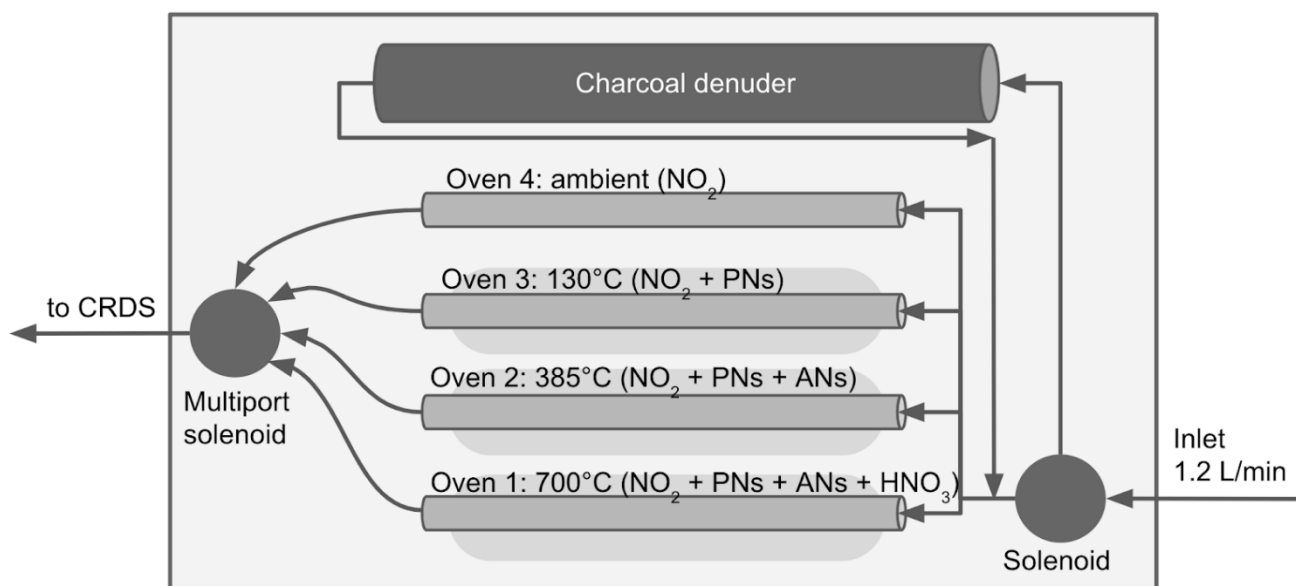 Charcoal denuder
Oven 4: ambient (NO₂)
Oven 3: 130°C (NO₂ + PNs)
to CRDS
Oven 2: 385°C (NO₂ + PNs + ANs)
Multiport
solenoid
Inlet
1.2 L/min
Oven 1: 700°C (NO₂ + PNs + ANs + HNO₃)
Solenoid